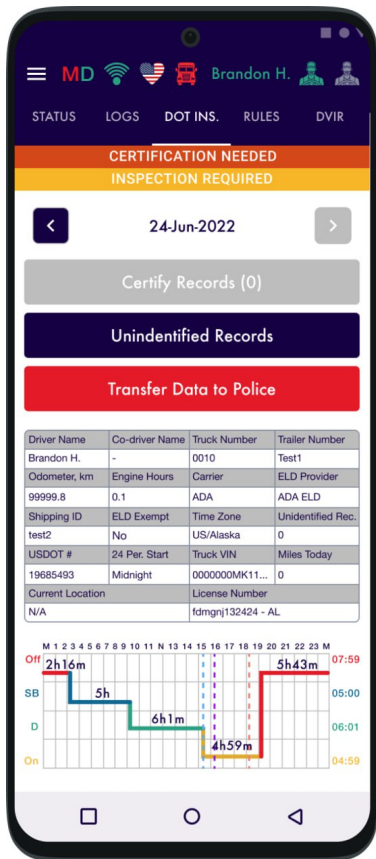 MD Brandon H.
STATUS LOGS DOT INS. RULES DVIR
CERTIFICATION NEEDED
INSPECTION REQUIRED
24-Jun-2022
Certify Records (0)
Unindentified Records
Transfer Data to Police
Driver Name Co-driver Name Truck Number Trailer Number
Brandon H. - 0010 Test1
Odometer, km Engine Hours Carrier ELD Provider
99999.8 0.1 ADA ADA ELD
Shipping ID ELD Exempt Time Zone Unidentified Rec.
test2 No US/Alaska 0
USDOT # 24 Per. Start Truck VIN Miles Today
19685493 Midnight 0000000MK11... 0
Current Location License Number
N/A fdmgnj132424 - AL
M 1 2 3 4 5 6 7 8 9 10 11 N 13 14 15 16 17 18 19 20 21 22 23 M
Off 2h16m 5h43m 07:59
SB 5h 05:00
D 6h1m 06:01
On 4h59m 04:59